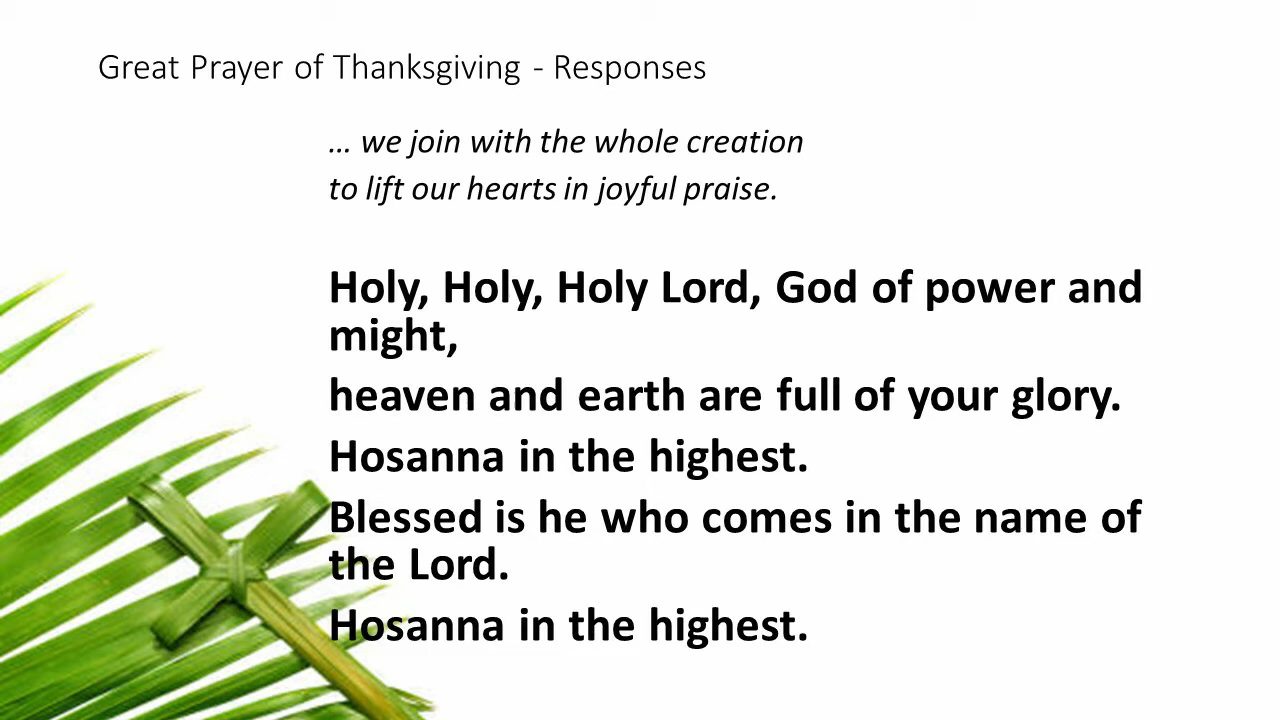 Great Prayer of Thanksgiving - Responses
... we join with the whole creation
to lift our hearts in joyful praise.
Holy, Holy, Holy Lord, God of power and
might,
heaven and earth are full of your glory.
Hosanna in the highest.
Blessed is he who comes in the name of
the Lord.
Hosanna in the highest.